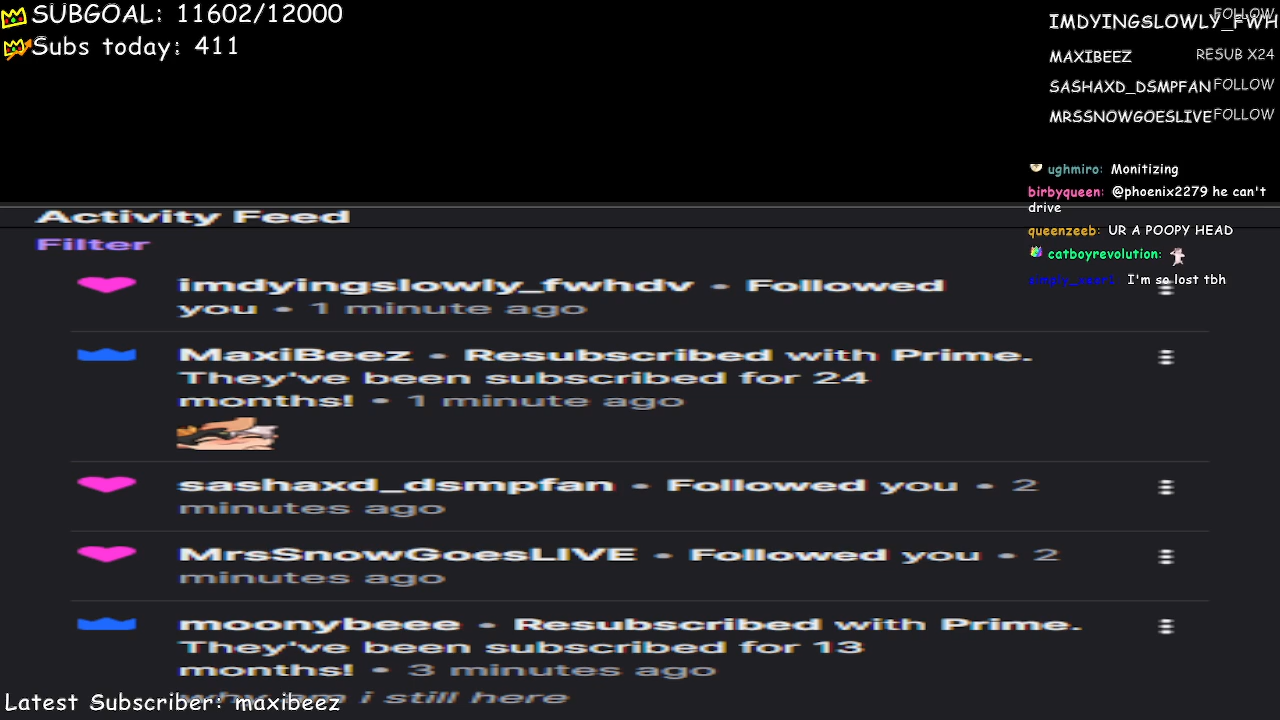 SUBGOAL: 11602/12000
Subs today: 411
FOLLOW
IMDYINGSLOWLY_FWH
MAXIBEEZ RESUB X24
SASHAXD_DSMPFAN FOLLOW
MRSSNOWGOESLIVE FOLLOW
ughmiro: Monitizing
birbyqueen: @phoenix2279 he can't
drive
queenzeeb: UR A POOPY HEAD
catboyrevolution:
I'm so lost tbh
Activity Feed
Filter
imdyingslowly_fwhdv • Followed
you • 1 minute ago
MaxiBeez • Resubscribed with Prime.
They've been subscribed for 24
months! • 1 minute ago
sashaxd_dsmpfan • Followed you • 2
minutes ago
MrsSnowGoesLIVE • Followed you • 2
minutes ago
moonybeee • Resubscribed with Prime.
They've been subscribed for 13
months! • 3 minutes ago
why am i still here
Latest Subscriber: maxibeez